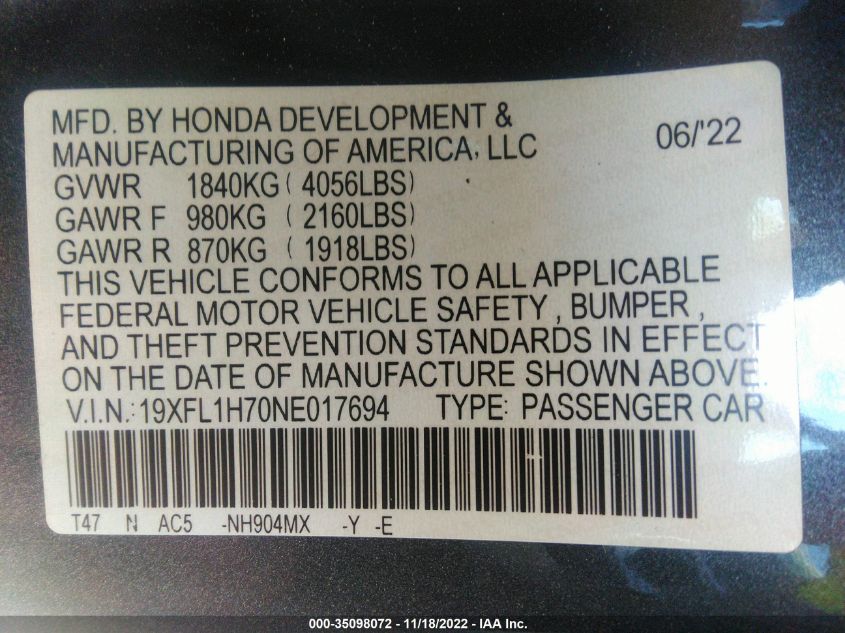 MFD. BY HONDA DEVELOPMENT &
MANUFACTURING OF AMERICA, LLC 06/'22
GVWR 1840KG ( 4056LBS)
GAWR F 980KG ( 2160LBS)
GAWR R 870KG ( 1918LBS)
THIS VEHICLE CONFORMS TO ALL APPLICABLE
FEDERAL MOTOR VEHICLE SAFETY , BUMPER ,
AND THEFT PREVENTION STANDARDS IN EFFECT
ON THE DATE OF MANUFACTURE SHOWN ABOVE.
V.I.N.: 19XFL1H70NE017694 TYPE: PASSENGER CAR
T47 N AC5 -NH904MX -Y -E
000-35098072 - 11/18/2022 - IAA Inc.